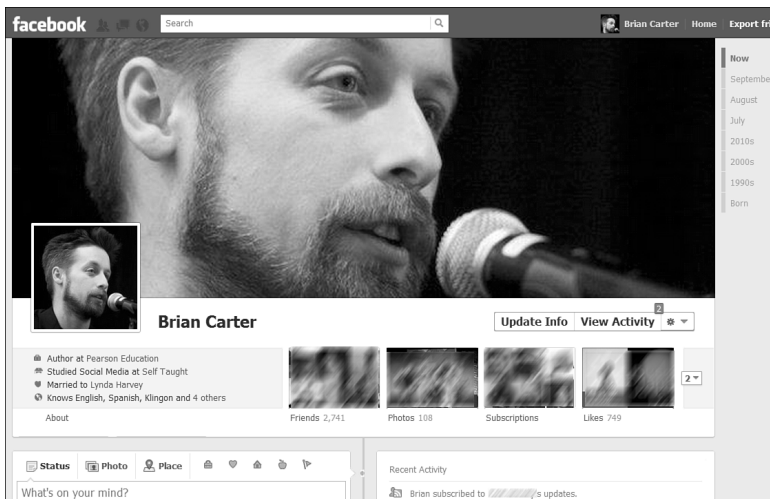 facebook Search Brian Carter Home Export fri
Now
Septembe
August
July
2010s
2000s
1990s
Born
2
Brian Carter Update Info View Activity
Author at Pearson Education
Studied Social Media at Self Taught
Married to Lynda Harvey
Knows English, Spanish, Klingon and 4 others
2
About Friends 2,741 Photos 108 Subscriptions Likes 749
Status Photo Place
Recent Activity
What's on your mind?
Brian subscribed to 's updates.